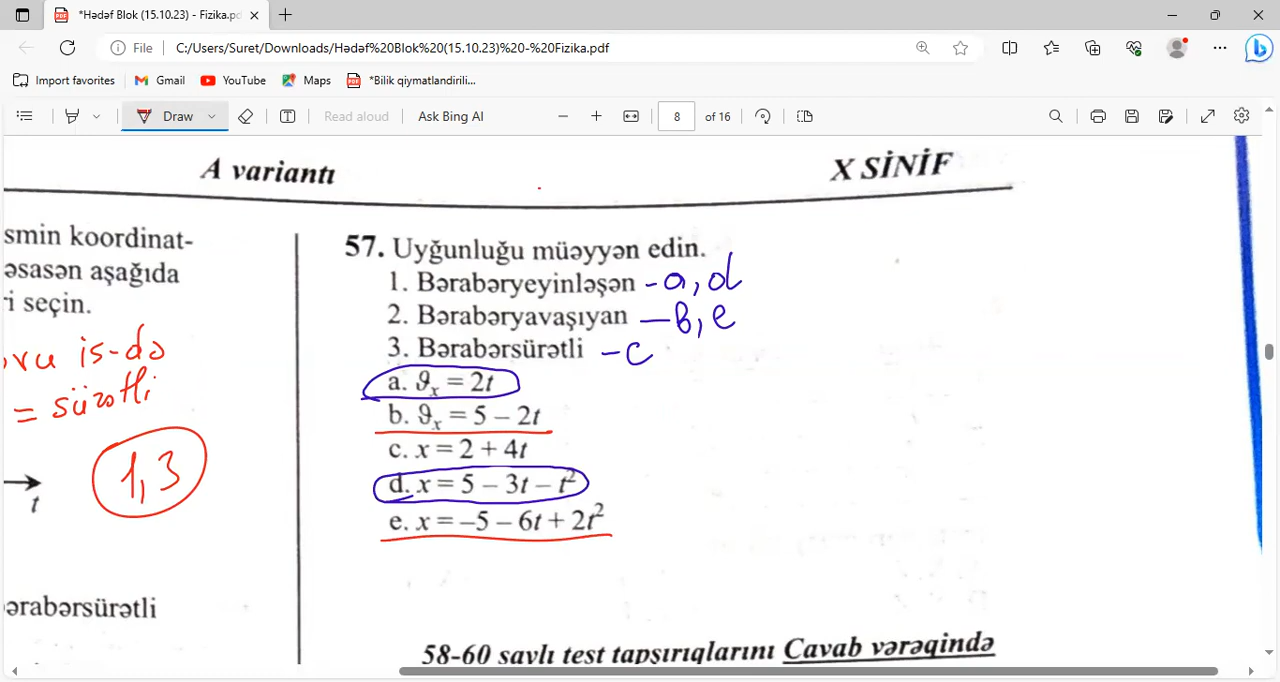 *Hədəf Blok (15.10.23) - Fizika.pd
File C:/Users/Suret/Downloads/Hədəf%20Blok%20(15.10.23)%20-%20Fizika.pdf
Import favorites Gmail YouTube Maps *Bilik qiymatlandirili...
Draw Read aloud Ask Bing AI 8 of 16
A variantı X SİNİF
smin koordinat-
əsasən aşağıda
i seçin.
is-də
= sürətli
1,3
t
ərabərsürətli
57. Uyğunluğu müəyyən edin.
1. Bərabəryeyinləşən - a, d
2. Bərabəryavaşıyan — b, e
3. Bərabərsürətli - c
a. ϑₓ = 2t
b. ϑₓ = 5 – 2t
c. x = 2 + 4t
d. x = 5 – 3t – t²
e. x = –5 – 6t + 2t²
58-60 saylı test tapşırıqlarını Cavab vərəqində